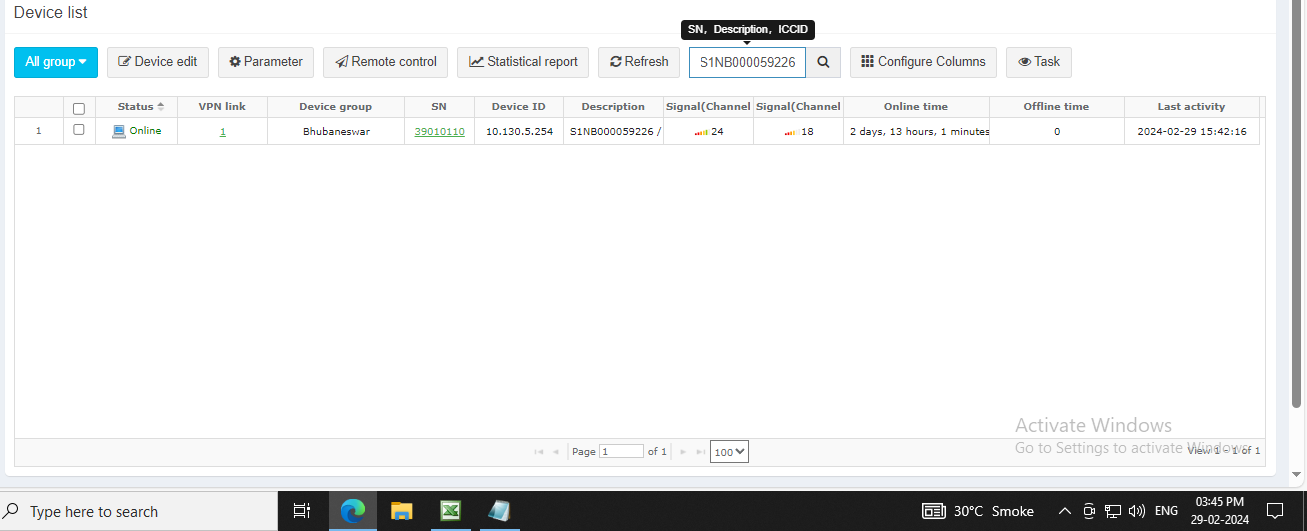 Device list
SN, Description, ICCID
All group Device edit Parameter Remote control Statistical report Refresh S1NB000059226 Configure Columns Task
Status VPN link Device group SN Device ID Description Signal(Channel Signal(Channel Online time Offline time Last activity
1 Online 1 Bhubaneswar 39010110 10.130.5.254 S1NB000059226 / 24 18 2 days, 13 hours, 1 minutes 0 2024-02-29 15:42:16
Activate Windows
Go to Settings to activate Windows.
Page 1 of 1 100 View 1 - 1 of 1
Type here to search 30°C Smoke ENG 03:45 PM
29-02-2024